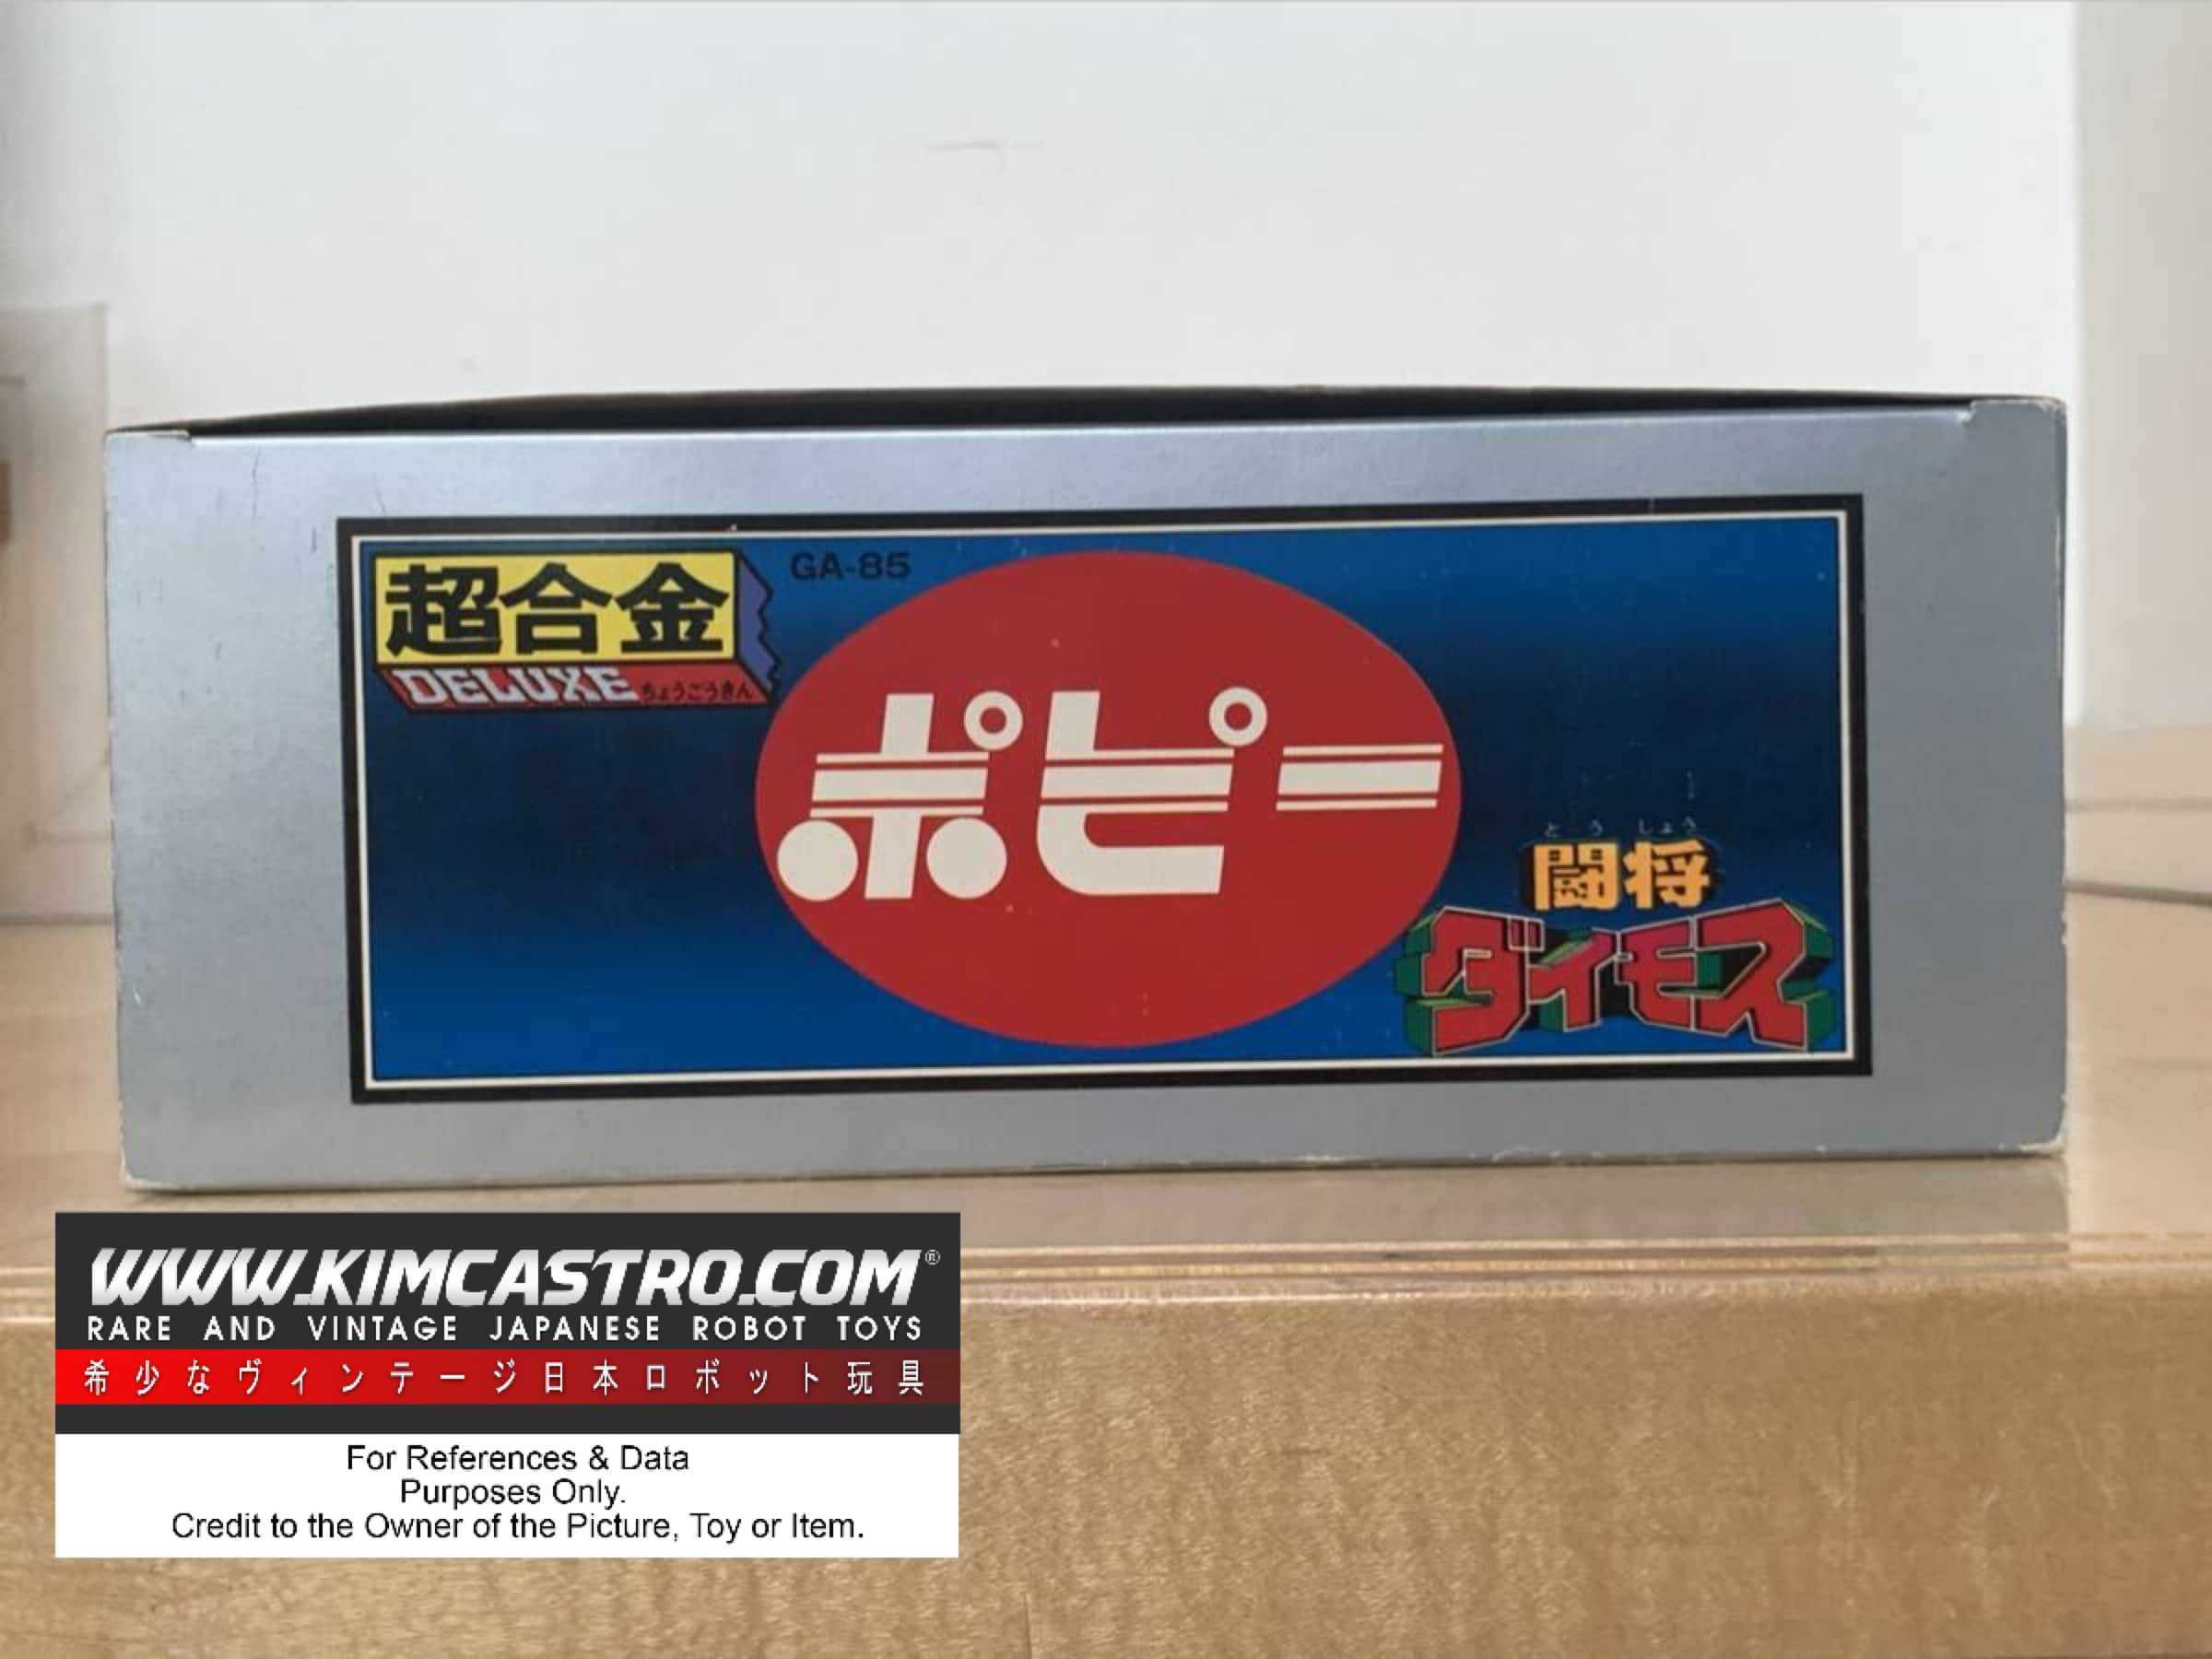 超合金
DELUXE ちょうごうきん
GA-85
ポピー
とうしょう
闘将
ダイモス
WWW.KIMCASTRO.COM®
RARE AND VINTAGE JAPANESE ROBOT TOYS
希少なヴィンテージ日本ロボット玩具
For References & Data
Purposes Only.
Credit to the Owner of the Picture, Toy or Item.